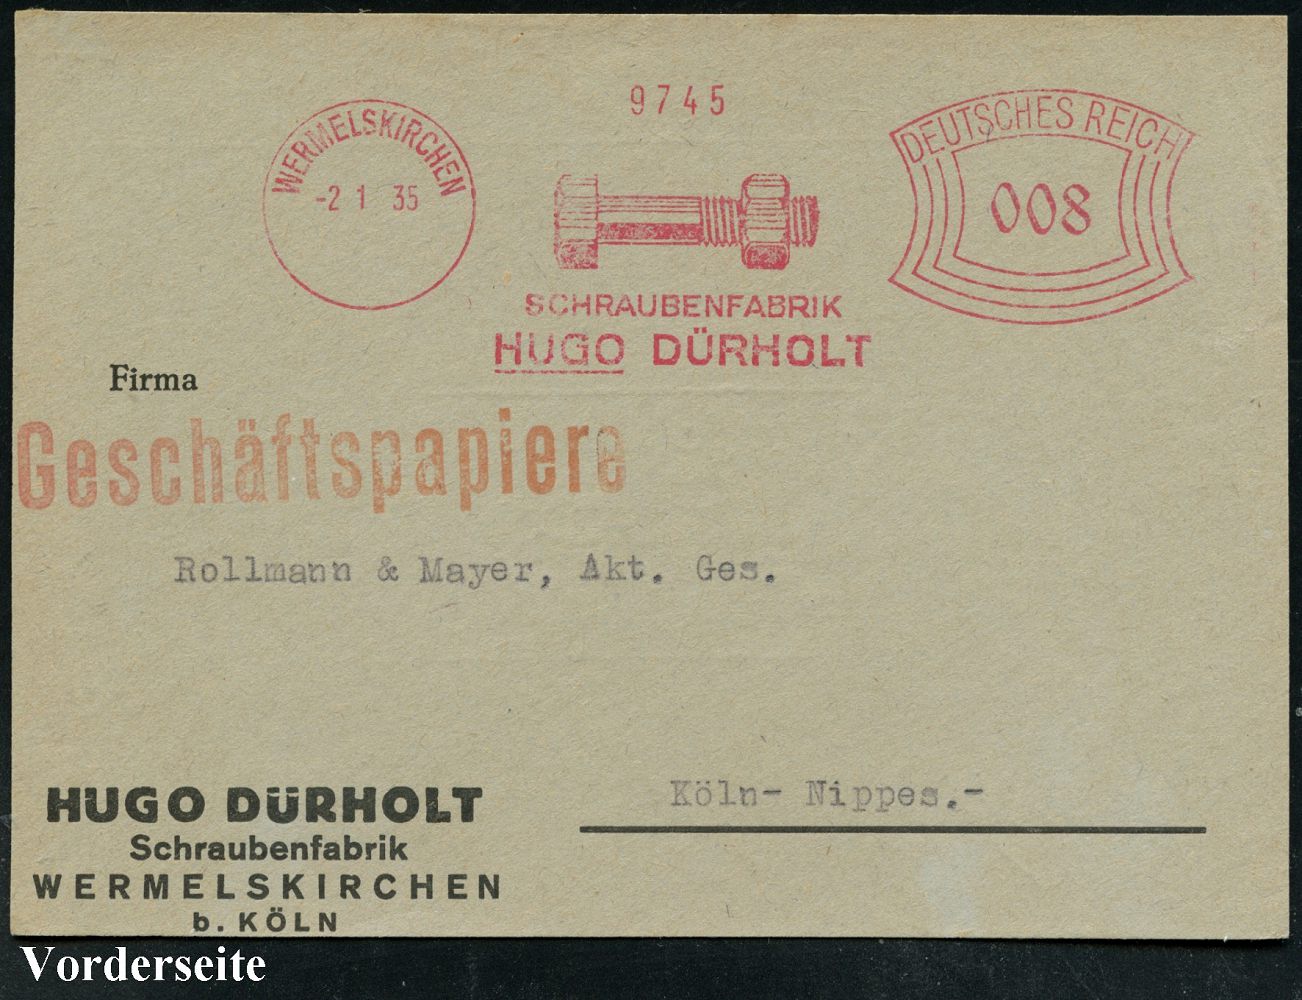 9745
WERMELSKIRCHEN
-2 1 35
DEUTSCHES REICH
008
SCHRAUBENFABRIK
HUGO DÜRHOLT
Firma
Geschäftspapiere
Rollmann & Mayer, Akt. Ges.
Köln- Nippes.-
HUGO DÜRHOLT
Schraubenfabrik
WERMELSKIRCHEN
b. KÖLN
Vorderseite